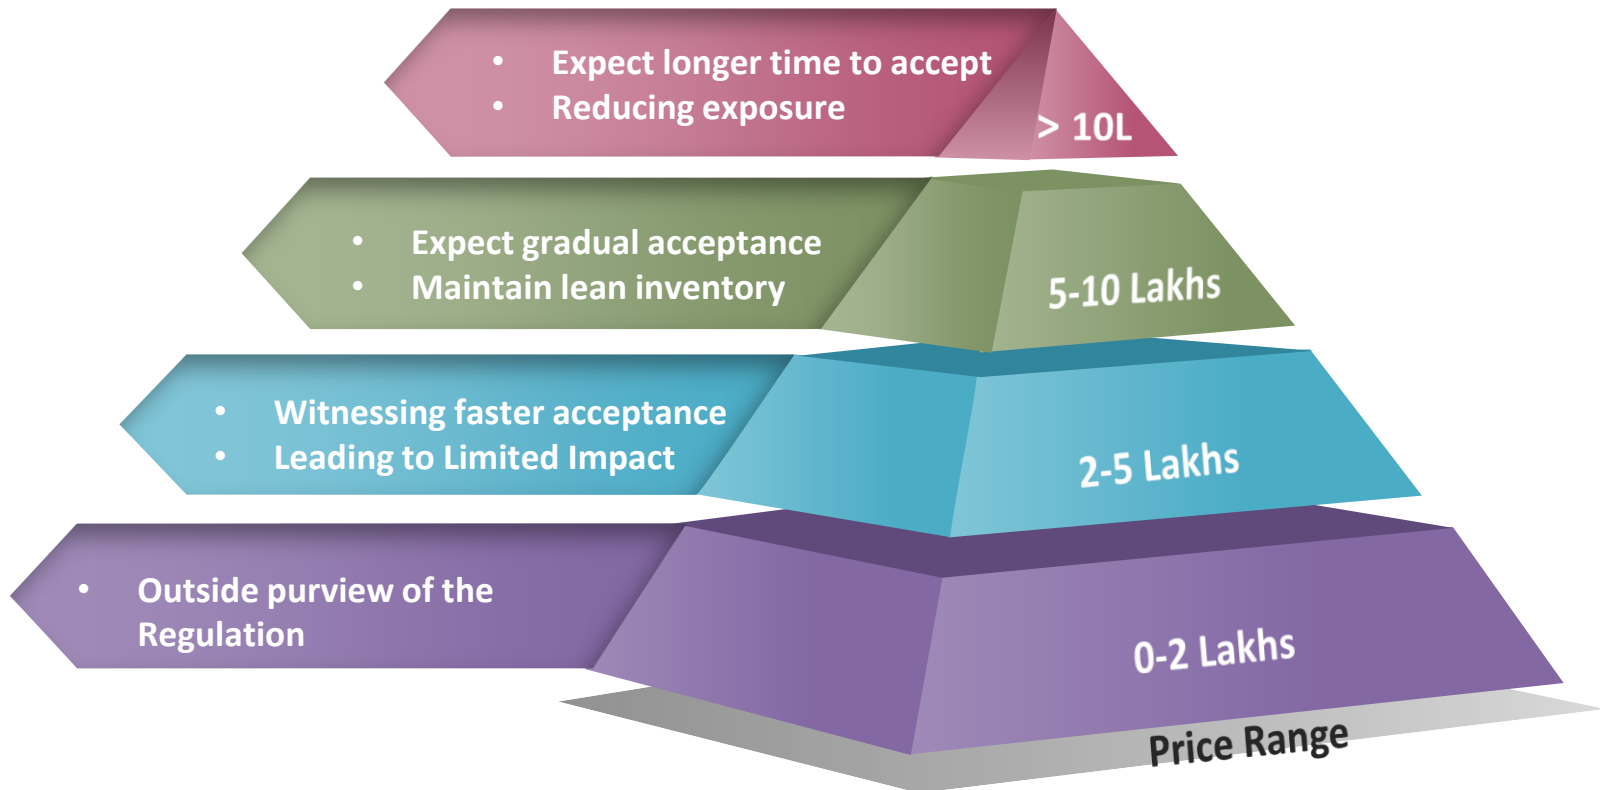 • Expect longer time to accept
• Reducing exposure
> 10L
• Expect gradual acceptance
• Maintain lean inventory
5-10 Lakhs
• Witnessing faster acceptance
• Leading to Limited Impact
2-5 Lakhs
• Outside purview of the
Regulation
0-2 Lakhs
Price Range